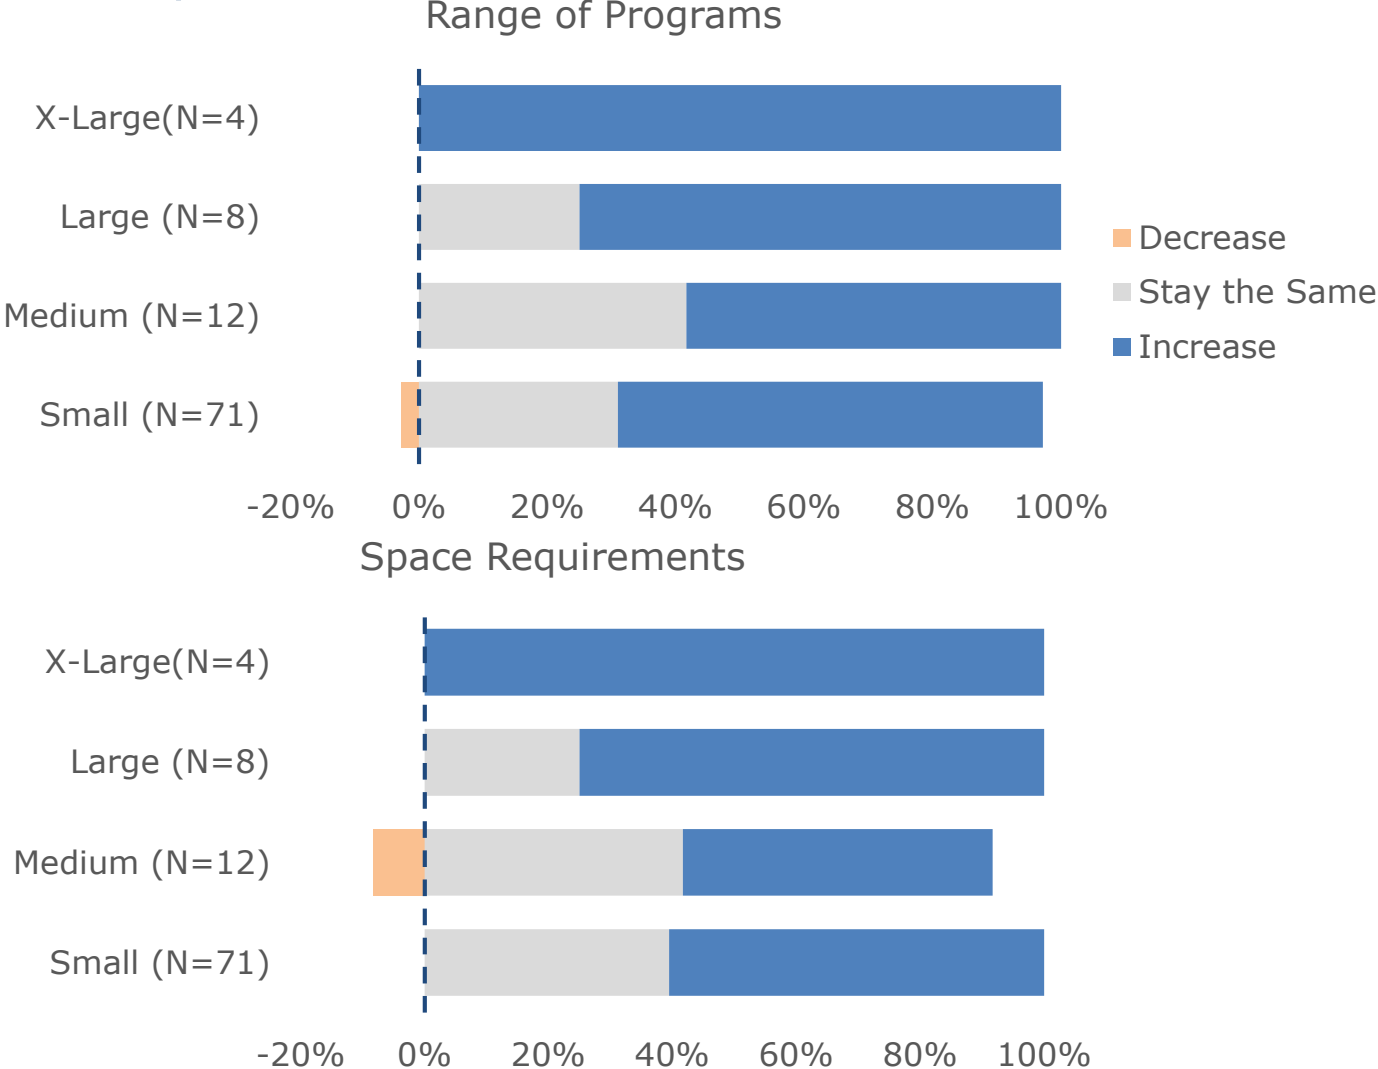 Range of Programs
X-Large(N=4)
Large (N=8)
Decrease
Stay the Same
Medium (N=12)
Increase
Small (N=71)
-20% 0% 20% 40% 60% 80% 100%
Space Requirements
X-Large(N=4)
Large (N=8)
Medium (N=12)
Small (N=71)
-20% 0% 20% 40% 60% 80% 100%